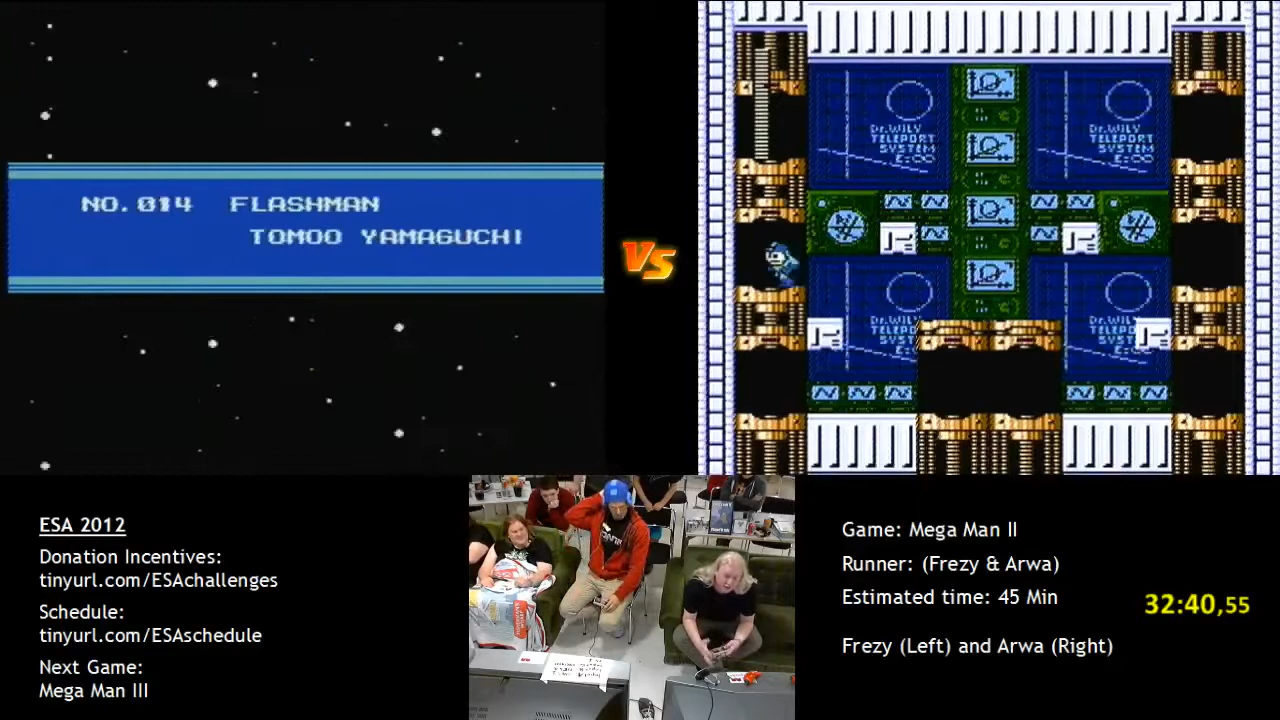 NO.014 FLASHMAN
TOMOO YAMAGUCHI
VS
Dr.WILY
TELEPORT
SYSTEM
Dr.WILY
TELEPORT
SYSTEM
ESA 2012
Donation Incentives:
tinyurl.com/ESAchallenges
Schedule:
tinyurl.com/ESAschedule
Next Game:
Mega Man III
Game: Mega Man II
Runner: (Frezy & Arwa)
Estimated time: 45 Min
32:40,55
Frezy (Left) and Arwa (Right)